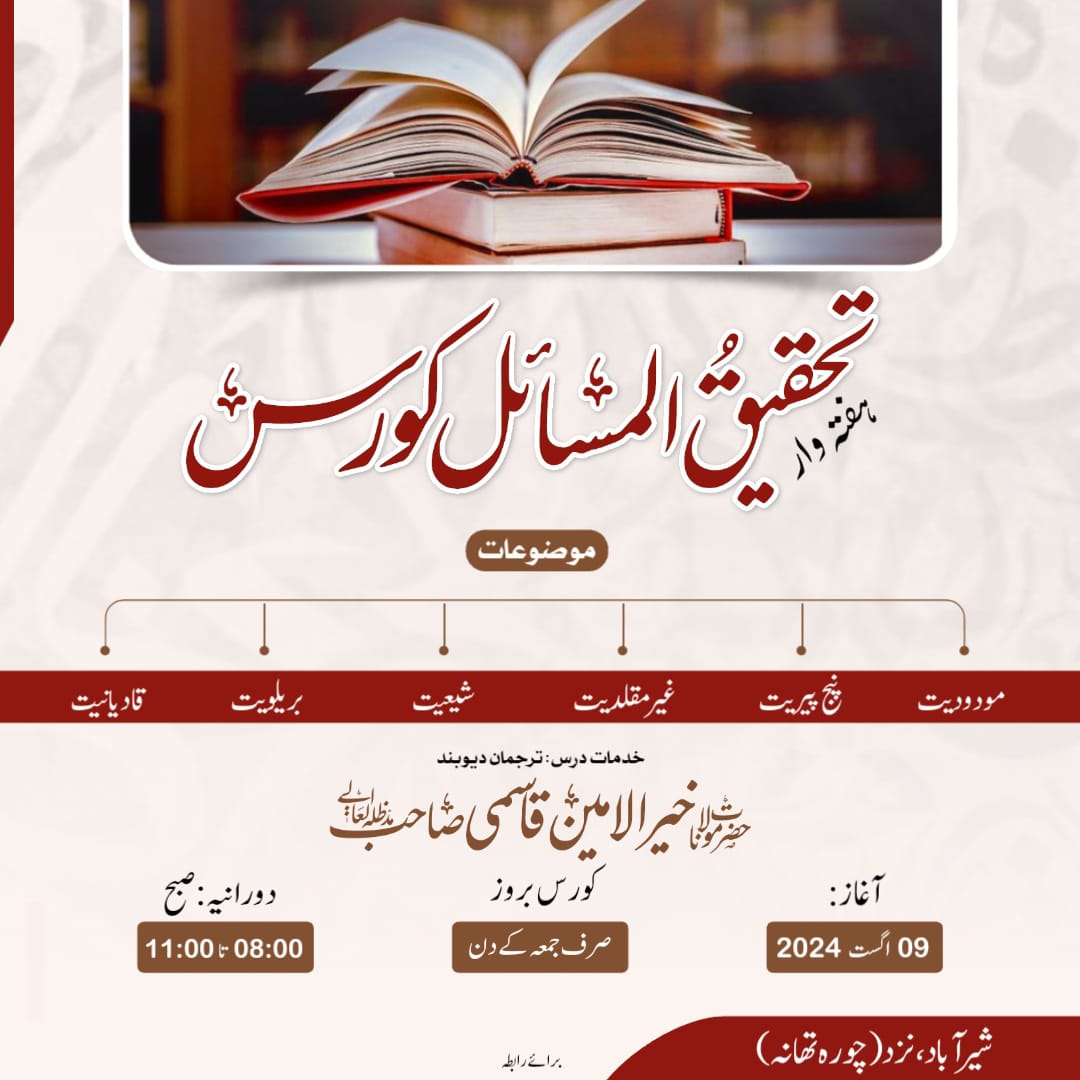 تحقیقُ المسائل کورس
ہفتہ وار
موضوعات
مودودیت
پنج پیریت
غیر مقلدیت
شیعیت
بریلویت
قادیانیت
خدمات درس: ترجمان دیوبند
حضرت مولانا خیر الامین قاسمی صاحب مدظلہ العالی
آغاز:
09 اگست 2024
کورس بروز
صرف جمعہ کے دن
دورانیہ: صبح
08:00 تا 11:00
شیرآباد، نزد (چورہ تھانہ)
برائے رابطہ